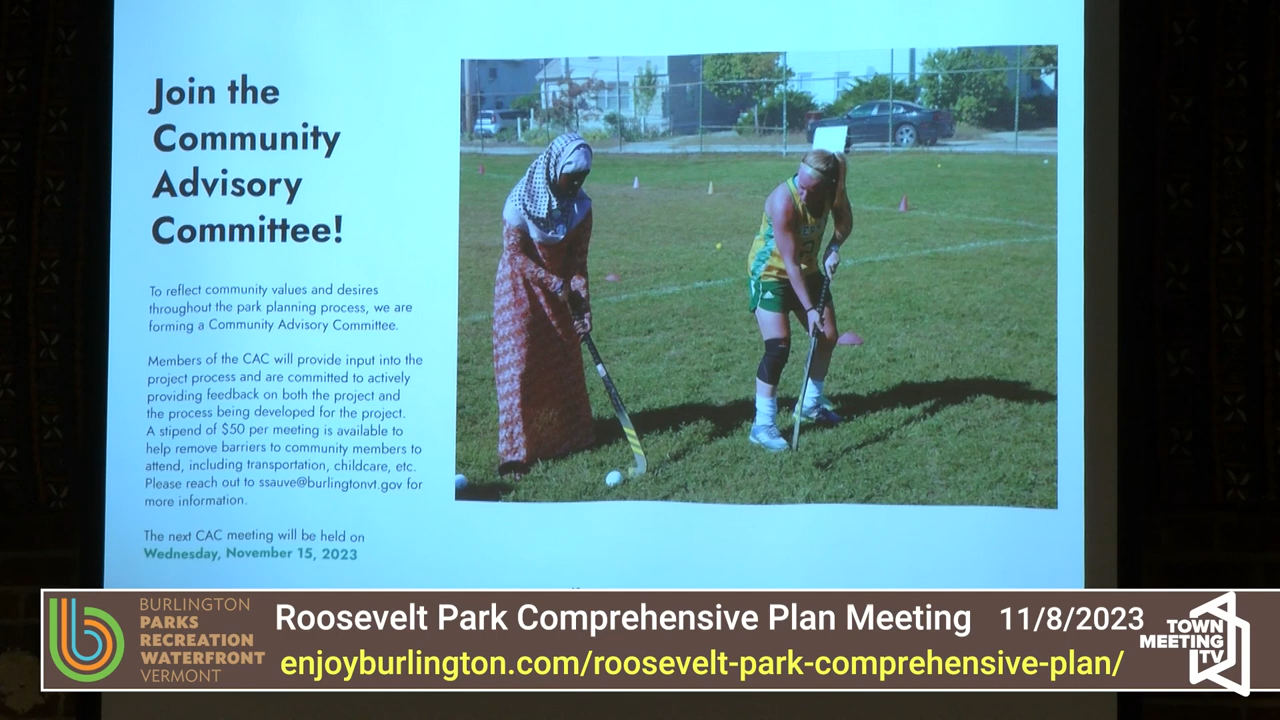 Join the
Community
Advisory
Committee!
To reflect community values and desires
throughout the park planning process, we are
forming a Community Advisory Committee.
Members of the CAC will provide input into the
project process and are committed to actively
providing feedback on both the project and
the process being developed for the project.
A stipend of $50 per meeting is available to
help remove barriers to community members to
attend, including transportation, childcare, etc.
Please reach out to ssauve@burlingtonvt.gov for
more information.
The next CAC meeting will be held on
Wednesday, November 15, 2023
BURLINGTON
PARKS
RECREATION
WATERFRONT
VERMONT
Roosevelt Park Comprehensive Plan Meeting 11/8/2023
enjoyburlington.com/roosevelt-park-comprehensive-plan/
TOWN
MEETING
TV